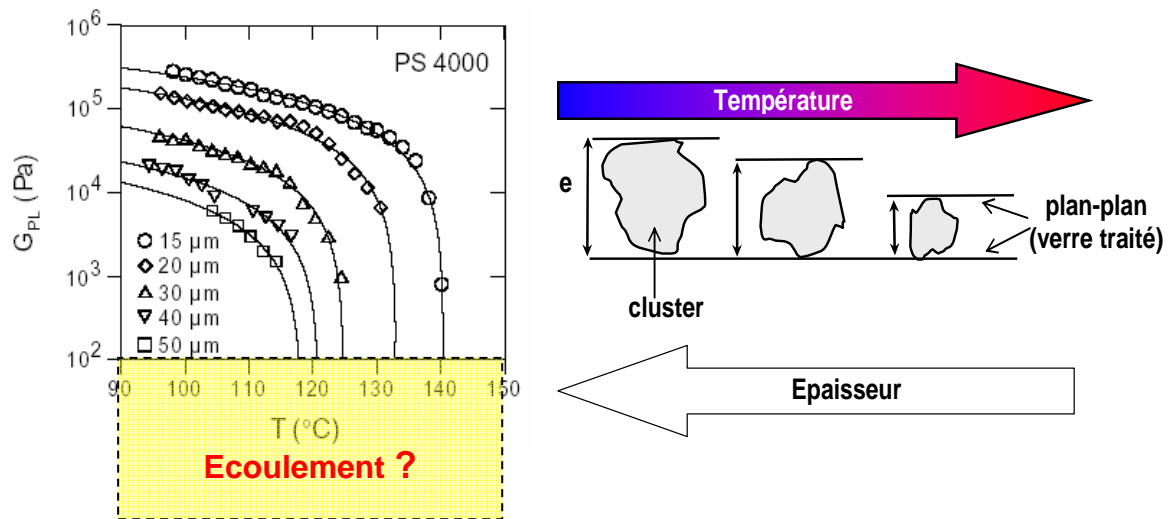 10^6
10^5
10^4
10^3
10^2
G_PL (Pa)
PS 4000
15 µm
20 µm
30 µm
40 µm
50 µm
90 100 110 120 130 140 150
T (°C)
Ecoulement ?
Température
e
plan-plan
(verre traité)
cluster
Epaisseur